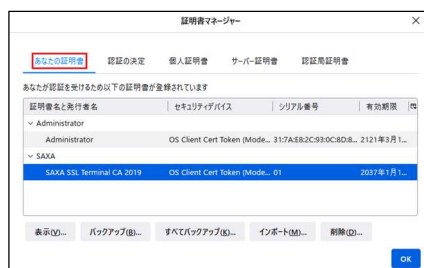 証明書マネージャー
あなたの証明書 認証の決定 個人証明書 サーバー証明書 認証局証明書
あなたが認証を受けるため以下の証明書が登録されています
証明書名と発行者名 セキュリティデバイス シリアル番号 有効期限
Administrator
Administrator OS Client Cert Token (Mode... 31:7A:E8:2C:93:0C:8D:8... 2121年3月1...
SAXA
SAXA SSL Terminal CA 2019 OS Client Cert Token (Mode... 01 2037年1月1...
表示(V)... バックアップ(B)... すべてバックアップ(K)... インポート(M)... 削除(D)...
OK